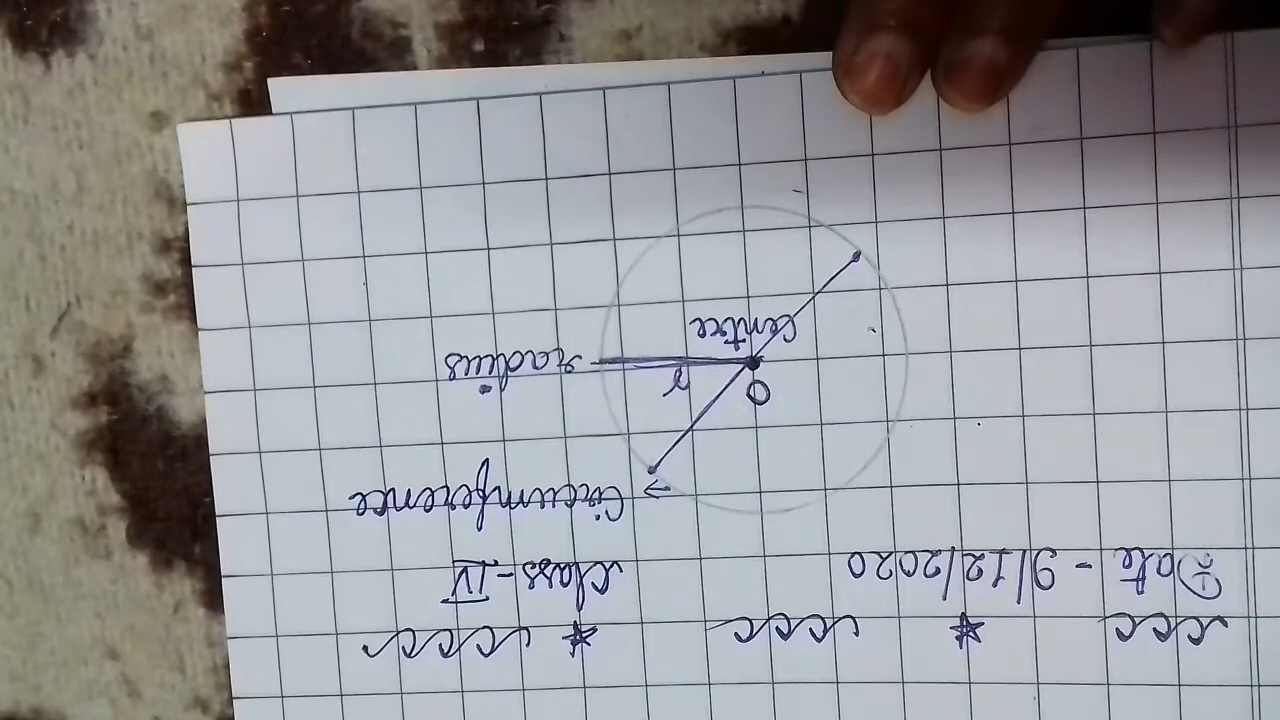 Date - 9/12/2020 Class - IV
→ Circumference
O
r
radius
Centre